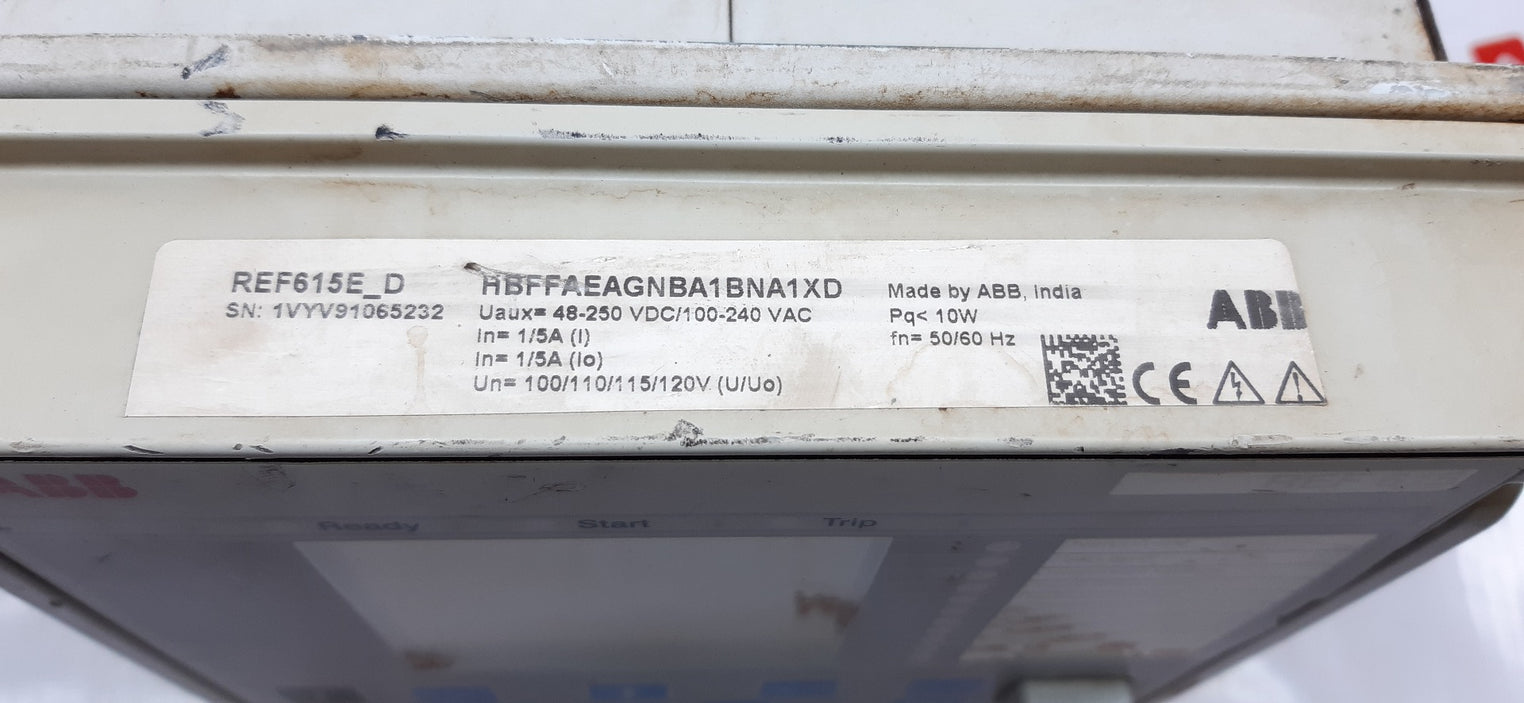 REF615E_D
SN: 1VYV91065232
HBFFAEAGNBA1BNA1XD
Uaux= 48-250 VDC/100-240 VAC
In= 1/5A (I)
In= 1/5A (Io)
Un= 100/110/115/120V (U/Uo)
Made by ABB, India
Pq< 10W
fn= 50/60 Hz
ABB
CE
ABB
Ready
Start
Trip